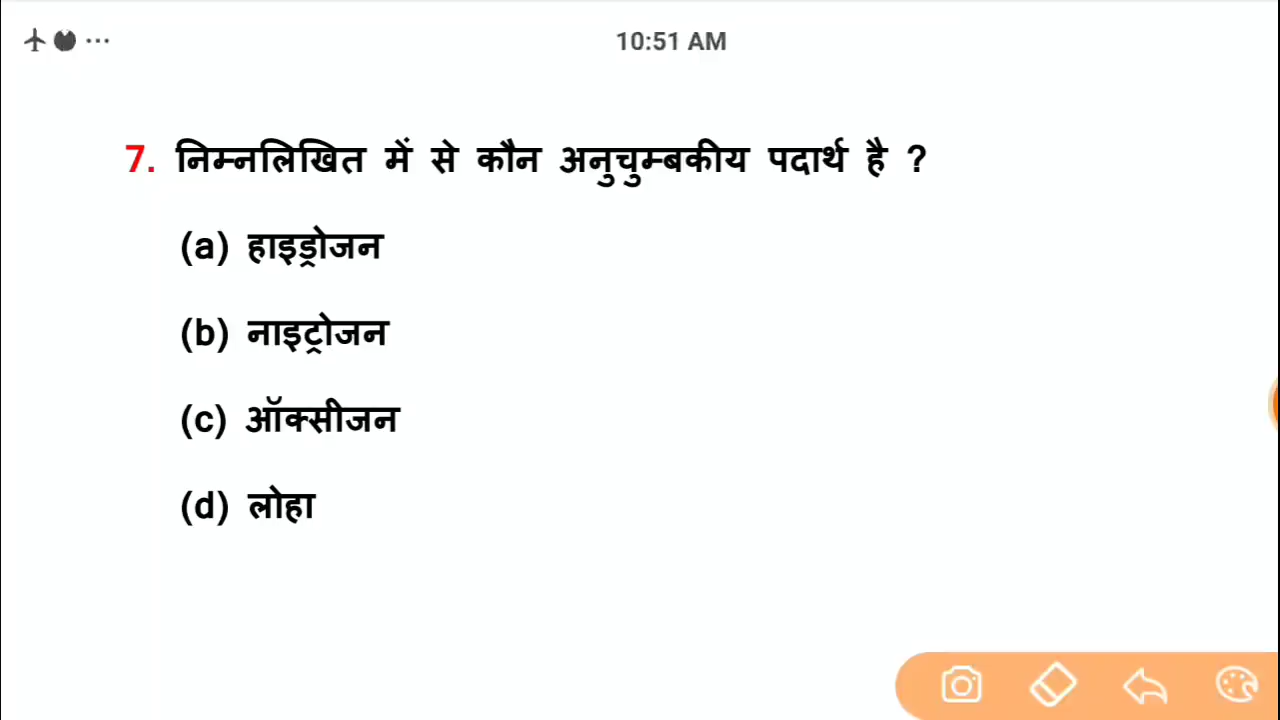 10:51 AM
7. निम्नलिखित में से कौन अनुचुम्बकीय पदार्थ है ?
(a) हाइड्रोजन
(b) नाइट्रोजन
(c) ऑक्सीजन
(d) लोहा